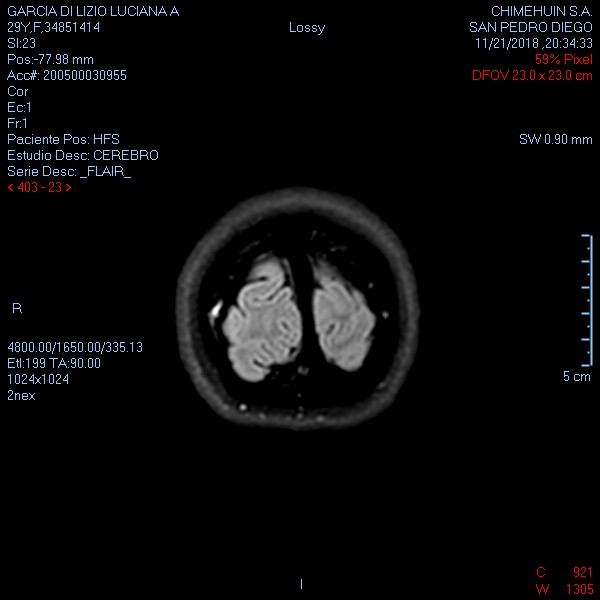 GARCIA DI LIZIO LUCIANA A
29Y,F,34851414
Sl:23
Pos:-77.98 mm
Acc#: 200500030955
Cor
Ec:1
Fr:1
Paciente Pos: HFS
Estudio Desc: CEREBRO
Serie Desc: _FLAIR_
< 403 - 23 >
Lossy
CHIMEHUIN S.A.
SAN PEDRO DIEGO
11/21/2018 ,20:34:33
59% Pixel
DFOV 23.0 x 23.0 cm
SW 0.90 mm
R
4800.00/1650.00/335.13
Etl:199 TA:90.00
1024x1024
2nex
5 cm
I
C 921
W 1305